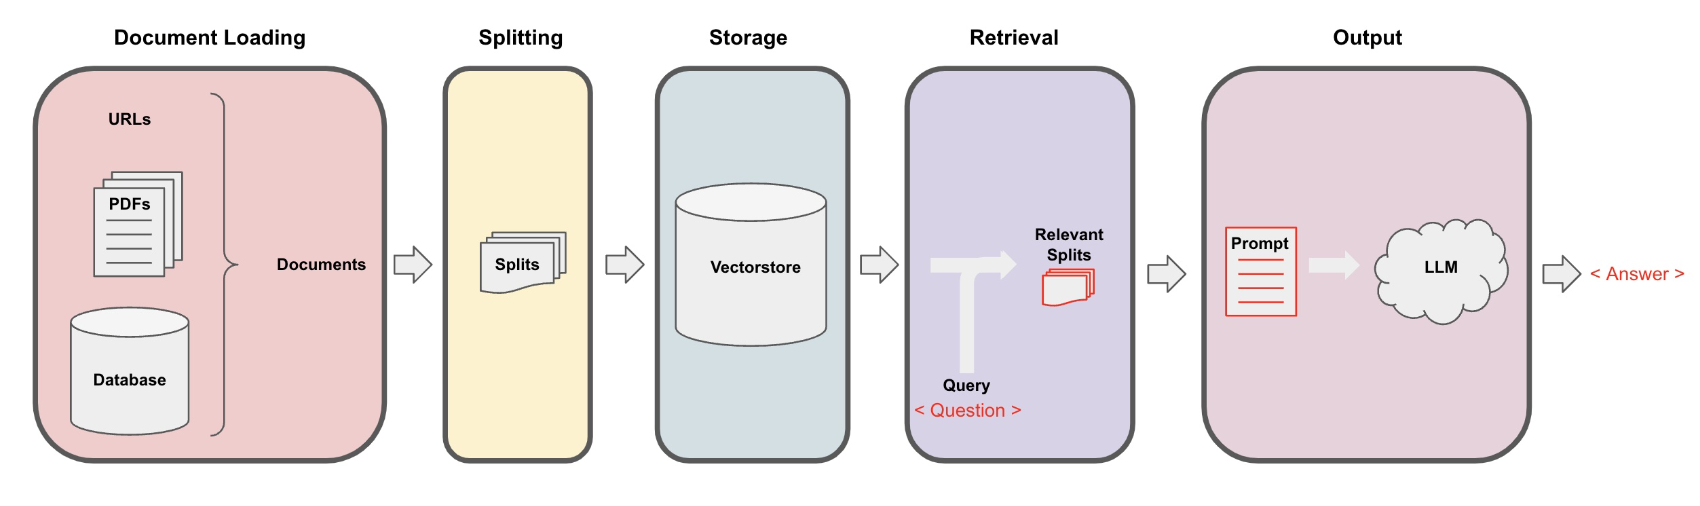 Document Loading
Splitting
Storage
Retrieval
Output
URLs
PDFs
Database
Documents
Splits
Vectorstore
Relevant
Splits
Query
< Question >
Prompt
LLM
< Answer >